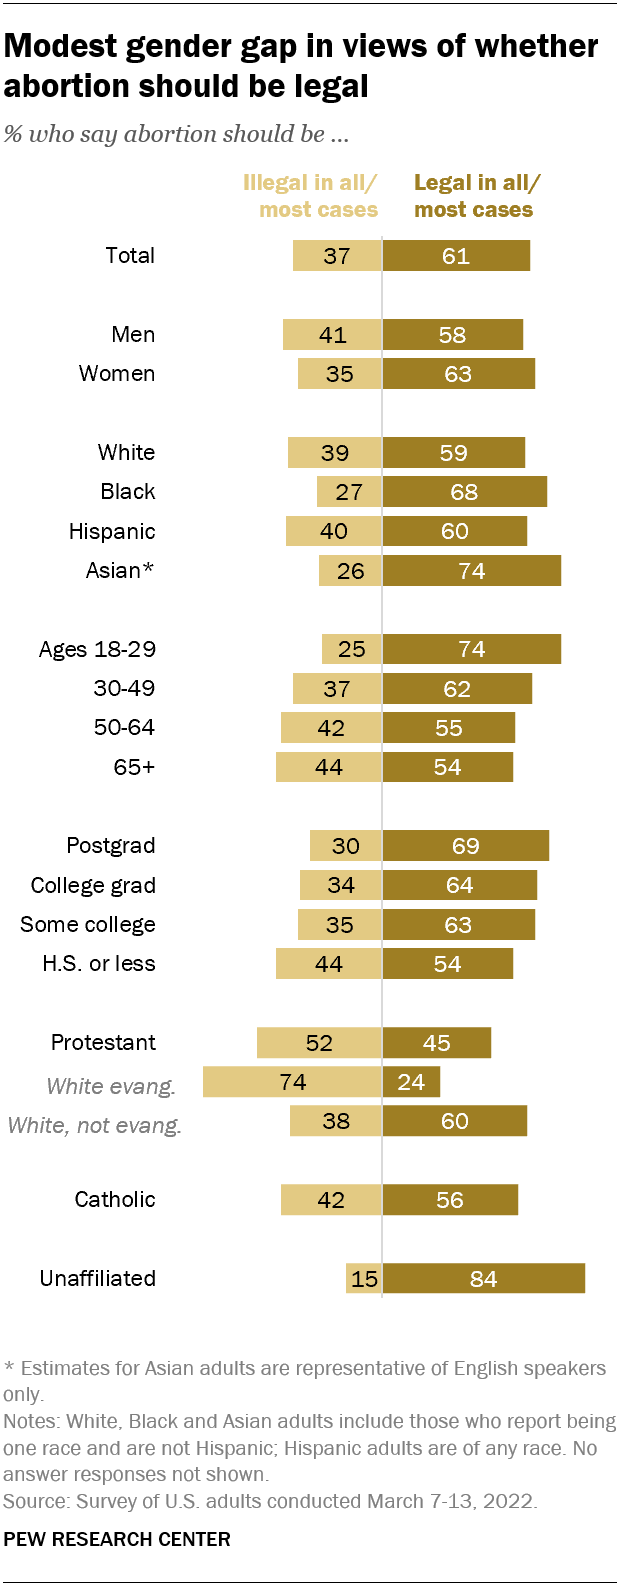 Modest gender gap in views of whether
abortion should be legal
% who say abortion should be ...
Illegal in all/
most cases
Legal in all/
most cases
Total 37 61
Men 41 58
Women 35 63
White 39 59
Black 27 68
Hispanic 40 60
Asian* 26 74
Ages 18-29 25 74
30-49 37 62
50-64 42 55
65+ 44 54
Postgrad 30 69
College grad 34 64
Some college 35 63
H.S. or less 44 54
Protestant 52 45
White evang. 74 24
White, not evang. 38 60
Catholic 42 56
Unaffiliated 15 84
* Estimates for Asian adults are representative of English speakers
only.
Notes: White, Black and Asian adults include those who report being
one race and are not Hispanic; Hispanic adults are of any race. No
answer responses not shown.
Source: Survey of U.S. adults conducted March 7-13, 2022.
PEW RESEARCH CENTER